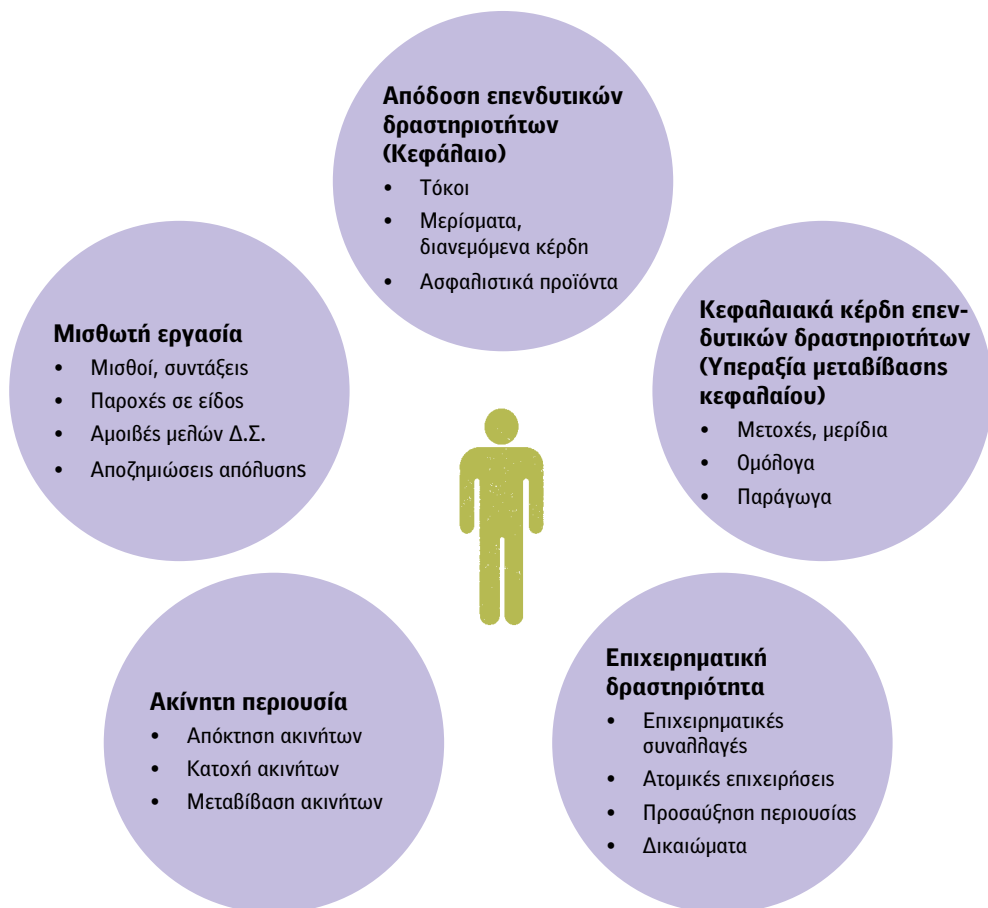 Απόδοση επενδυτικών
δραστηριοτήτων
(Κεφάλαιο)
• Τόκοι
• Μερίσματα,
διανεμόμενα κέρδη
• Ασφαλιστικά προϊόντα
Μισθωτή εργασία
• Μισθοί, συντάξεις
• Παροχές σε είδος
• Αμοιβές μελών Δ.Σ.
• Αποζημιώσεις απόλυσης
Κεφαλαιακά κέρδη επεν-
δυτικών δραστηριοτήτων
(Υπεραξία μεταβίβασης
κεφαλαίου)
• Μετοχές, μερίδια
• Ομόλογα
• Παράγωγα
Ακίνητη περιουσία
• Απόκτηση ακινήτων
• Κατοχή ακινήτων
• Μεταβίβαση ακινήτων
Επιχειρηματική
δραστηριότητα
• Επιχειρηματικές
συναλλαγές
• Ατομικές επιχειρήσεις
• Προσαύξηση περιουσίας
• Δικαιώματα